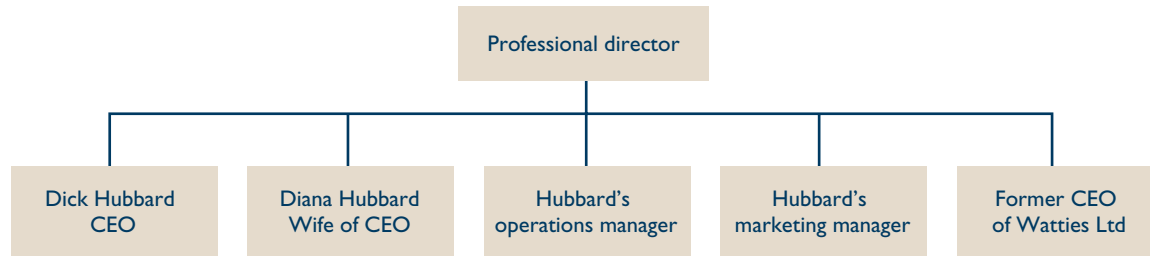 Professional director
Dick Hubbard
CEO
Diana Hubbard
Wife of CEO
Hubbard’s
operations manager
Hubbard’s
marketing manager
Former CEO
of Watties Ltd